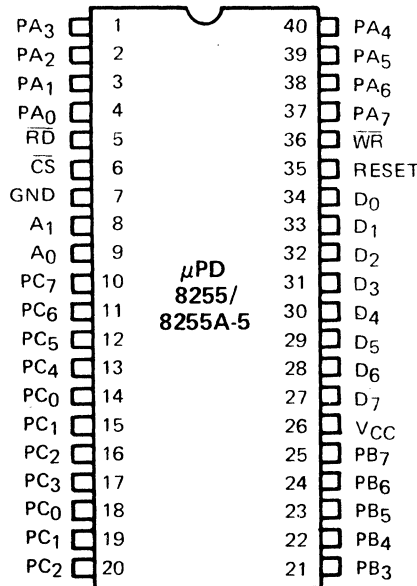 PA3 1 40 PA4
PA2 2 39 PA5
PA1 3 38 PA6
PA0 4 37 PA7
R̅D̅ 5 36 W̅R̅
C̅S̅ 6 35 RESET
GND 7 34 D0
A1 8 33 D1
A0 9 32 D2
PC7 10 31 D3
PC6 11 30 D4
PC5 12 29 D5
PC4 13 28 D6
PC0 14 27 D7
PC1 15 26 VCC
PC2 16 25 PB7
PC3 17 24 PB6
PC0 18 23 PB5
PC1 19 22 PB4
PC2 20 21 PB3
μPD
8255/
8255A-5